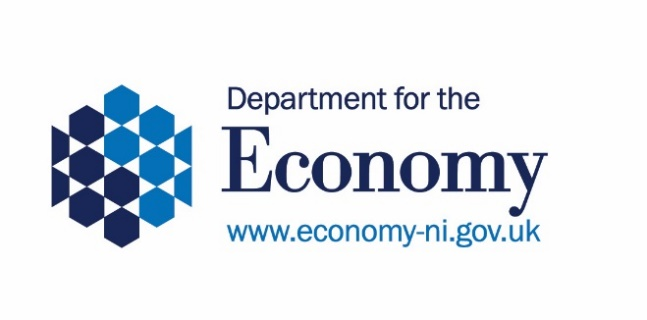 Department for the
Economy
www.economy-ni.gov.uk